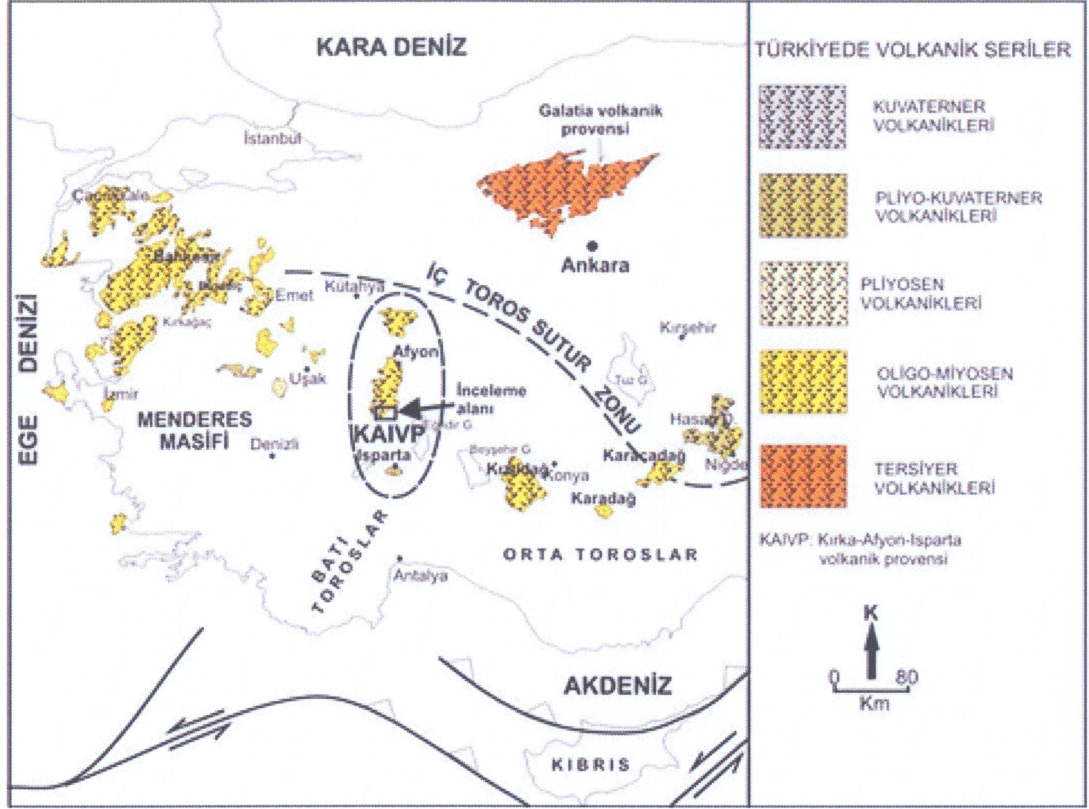 KARA DENİZ
Galatia volkanik
provensi
İstanbul
Çanakkale
Ankara
Balıkesir
İÇ TOROS SUTUR ZONU
Kütahya
Emet
Kırkağaç
Kırşehir
Afyon
Tuz G.
Uşak
EGE DENİZİ
İzmir
İnceleme
alanı
Hasan D.
MENDERES
MASİFİ
KAIVP
Eğirdir G.
Denizli
Isparta
Beyşehir G.
Karacadağ
Niğde
Konya
Karadağ
BATI
TOROSLAR
ORTA TOROSLAR
Antalya
AKDENİZ
KIBRIS
TÜRKİYEDE VOLKANİK SERİLER
KUVATERNER
VOLKANİKLERİ
PLİYO-KUVATERNER
VOLKANİKLERİ
PLİYOSEN
VOLKANİKLERİ
OLİGO-MİYOSEN
VOLKANİKLERİ
TERSİYER
VOLKANİKLERİ
KAIVP: Kırka-Afyon-Isparta
volkanik provensi
K
0 80
Km